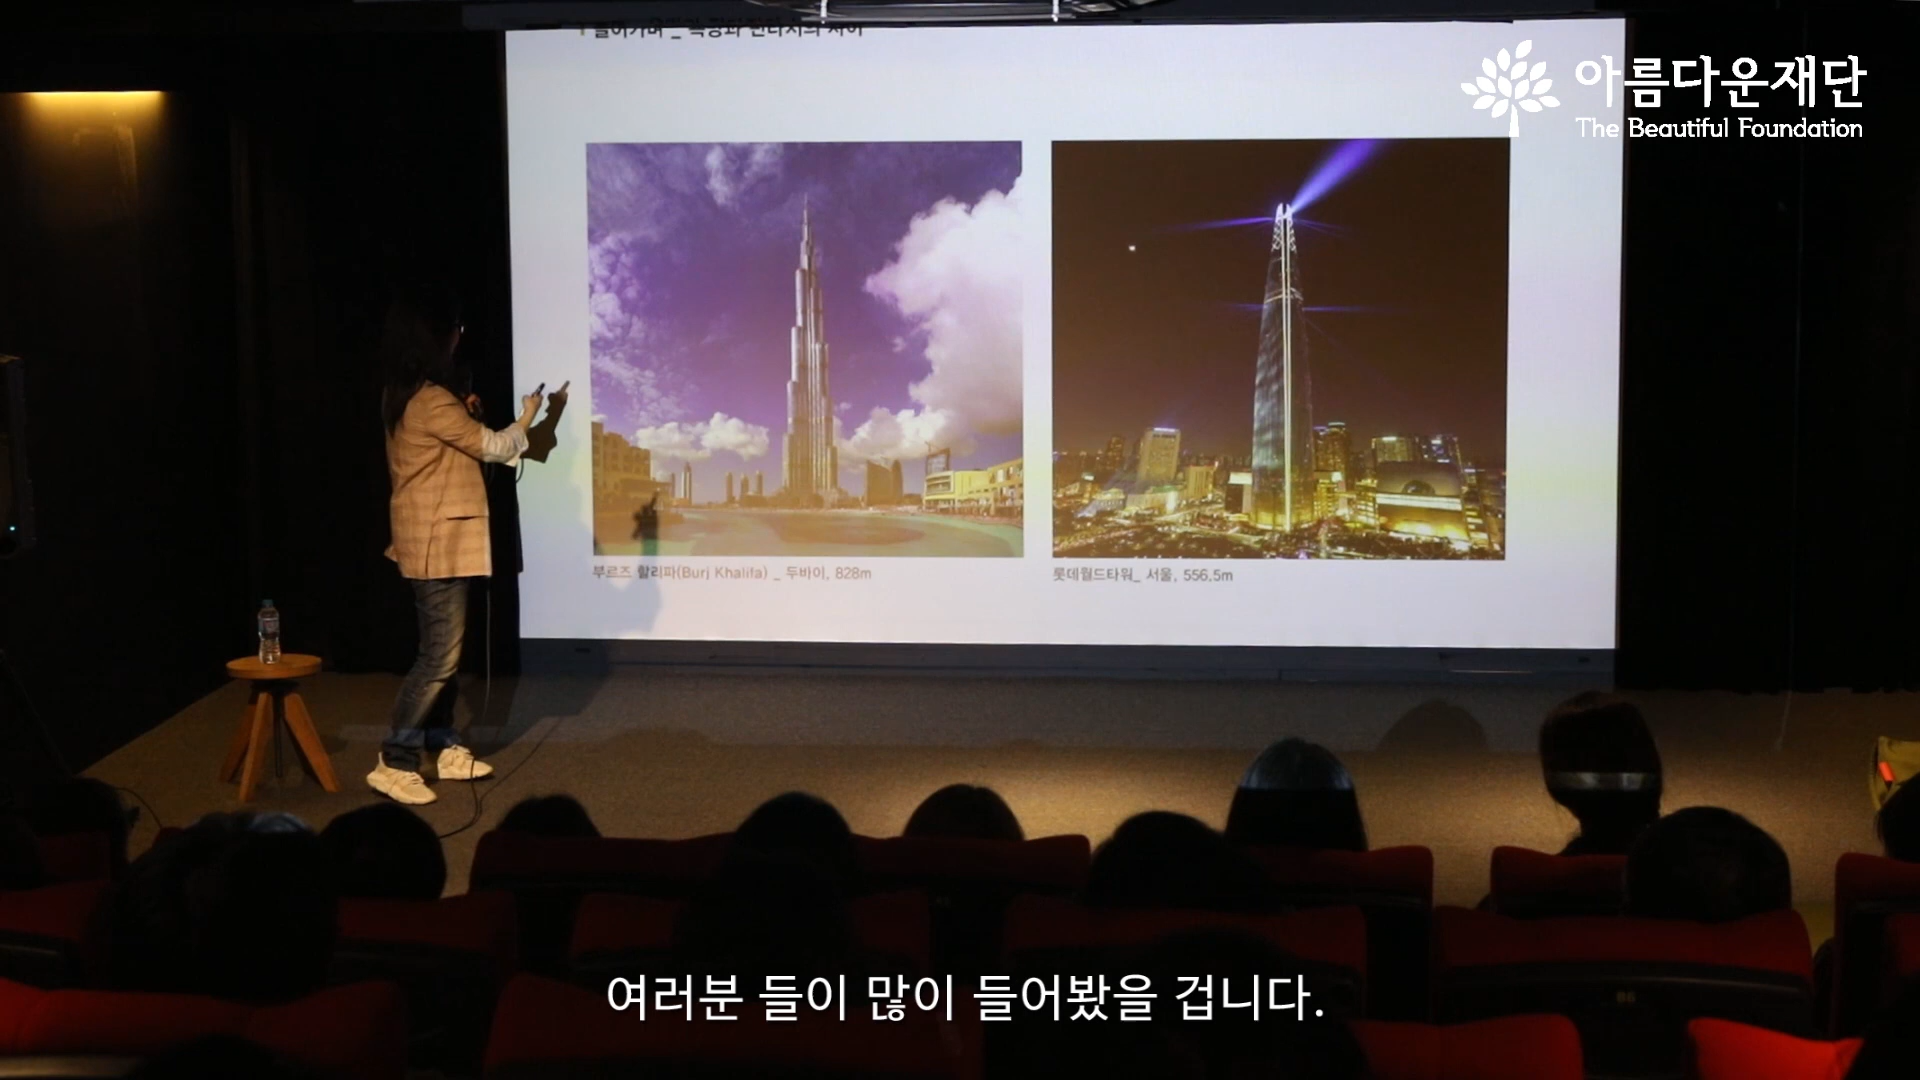 아름다운재단
The Beautiful Foundation
부르즈 할리파(Burj Khalifa) _ 두바이, 828m
롯데월드타워_ 서울, 556.5m
여러분 들이 많이 들어봤을 겁니다.